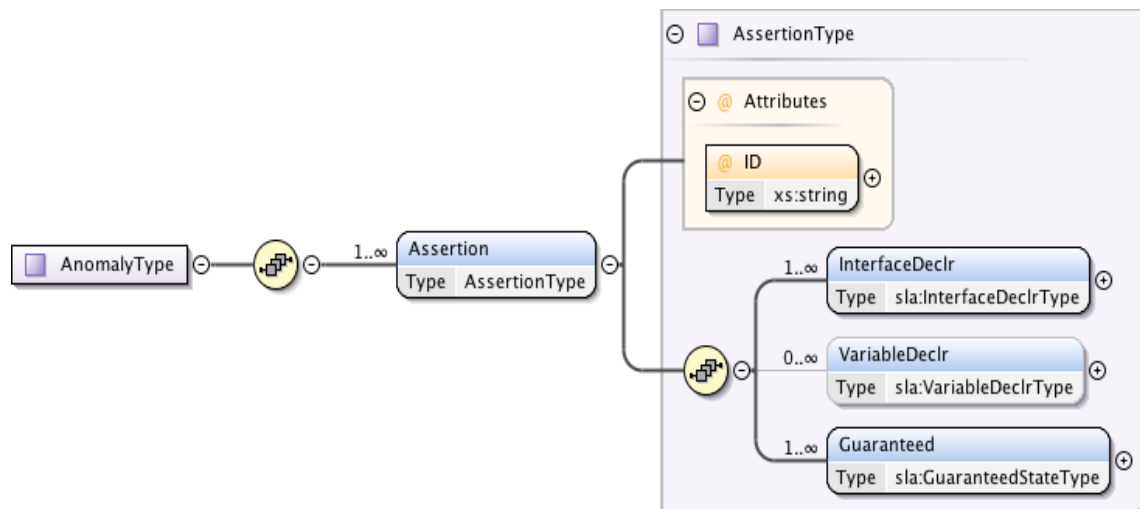 AssertionType
@ Attributes
@ ID
Type xs:string
AnomalyType
1..∞
Assertion
Type AssertionType
1..∞
InterfaceDeclr
Type sla:InterfaceDeclrType
0..∞
VariableDeclr
Type sla:VariableDeclrType
1..∞
Guaranteed
Type sla:GuaranteedStateType